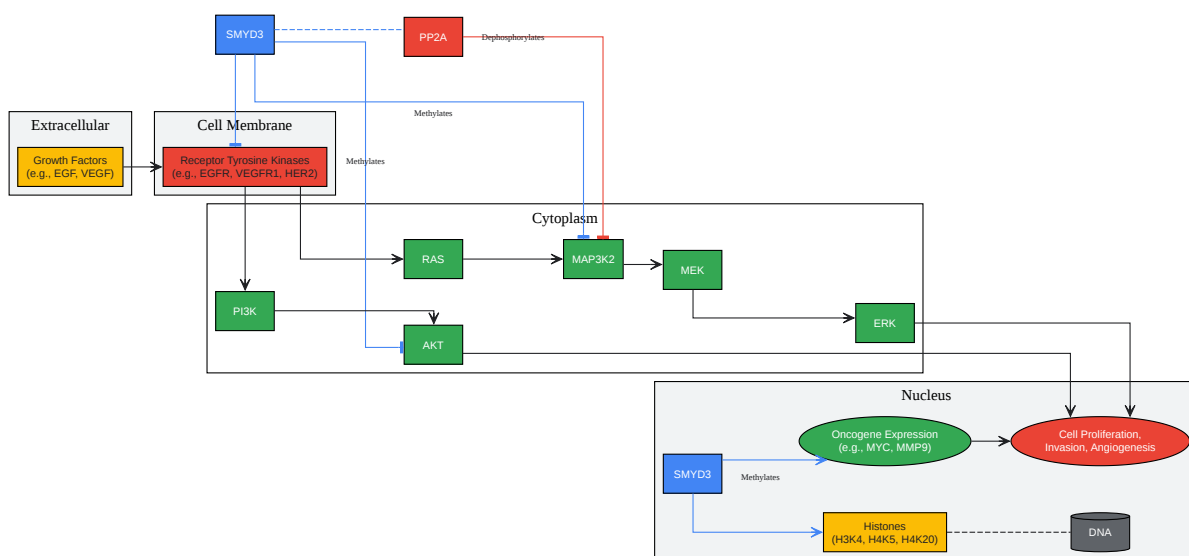 SMYD3
PP2A
Dephosphorylates
Methylates
Extracellular
Cell Membrane
Growth Factors
(e.g., EGF, VEGF)
Receptor Tyrosine Kinases
(e.g., EGFR, VEGFR1, HER2)
Methylates
Cytoplasm
RAS
MAP3K2
MEK
PI3K
ERK
AKT
Nucleus
Oncogene Expression
(e.g., MYC, MMP9)
Cell Proliferation,
Invasion, Angiogenesis
SMYD3
Methylates
Histones
(H3K4, H4K5, H4K20)
DNA